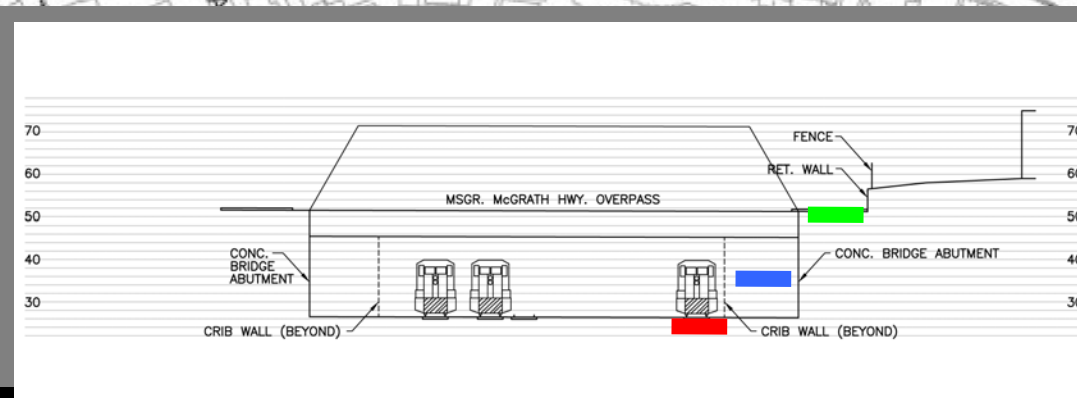 70
70
FENCE
60
RET. WALL
60
MSGR. McGRATH HWY. OVERPASS
50
50
CONC.
BRIDGE
ABUTMENT
40
CONC. BRIDGE ABUTMENT
40
30
30
CRIB WALL (BEYOND)
CRIB WALL (BEYOND)